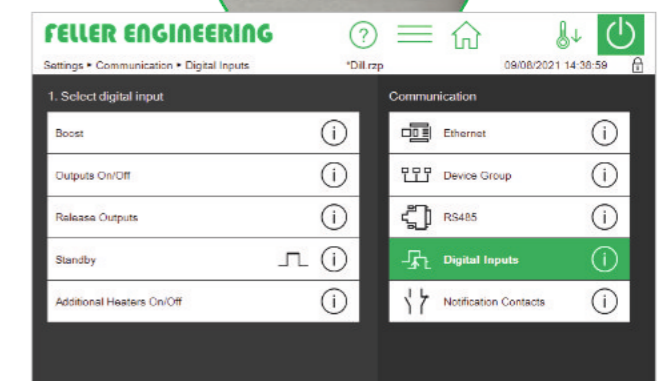 FELLER ENGINEERING
Settings • Communication • Digital Inputs
*Dill.rzp
09/08/2021 14:38:59
1. Select digital input
Boost
Outputs On/Off
Release Outputs
Standby
Additional Heaters On/Off
Communication
Ethernet
Device Group
RS485
Digital Inputs
Notification Contacts